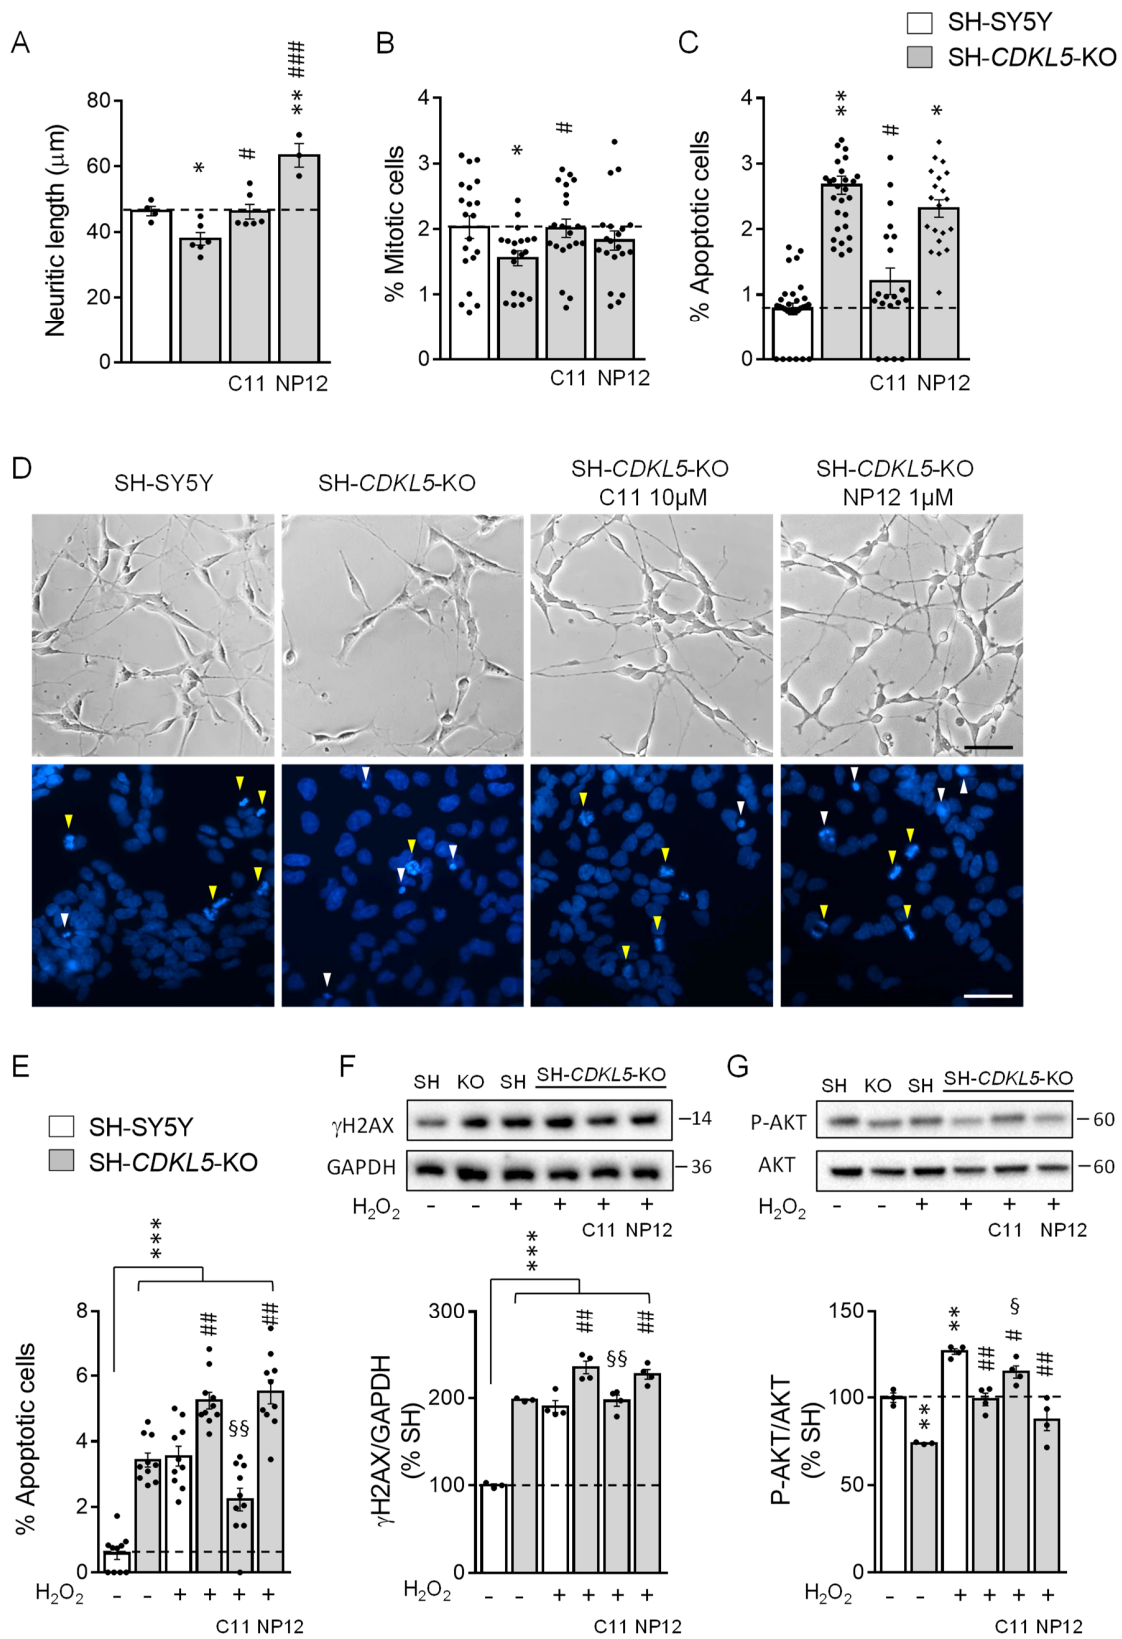 SH-SY5Y
SH-CDKL5-KO
A
Neuritic length (µm)
80
60
40
20
0
*
#
** ###
C11 NP12
B
% Mitotic cells
4
3
2
1
0
*
#
C11 NP12
C
% Apoptotic cells
4
3
2
1
0
**
#
*
C11 NP12
D
SH-SY5Y
SH-CDKL5-KO
SH-CDKL5-KO
C11 10µM
SH-CDKL5-KO
NP12 1µM
E
SH-SY5Y
SH-CDKL5-KO
***
% Apoptotic cells
8
6
4
2
0
##
§§
##
H2O2 - - + + + +
C11 NP12
F
SH KO SH SH-CDKL5-KO
γH2AX –14
GAPDH –36
H2O2 - - + + + +
C11 NP12
***
γH2AX/GAPDH
(% SH)
300
200
100
0
##
§§
##
- - + + + +
C11 NP12
G
SH KO SH SH-CDKL5-KO
P-AKT –60
AKT –60
H2O2 - - + + + +
C11 NP12
P-AKT/AKT
(% SH)
150
100
50
0
**
**
##
§
#
##
H2O2 - - + + + +
C11 NP12